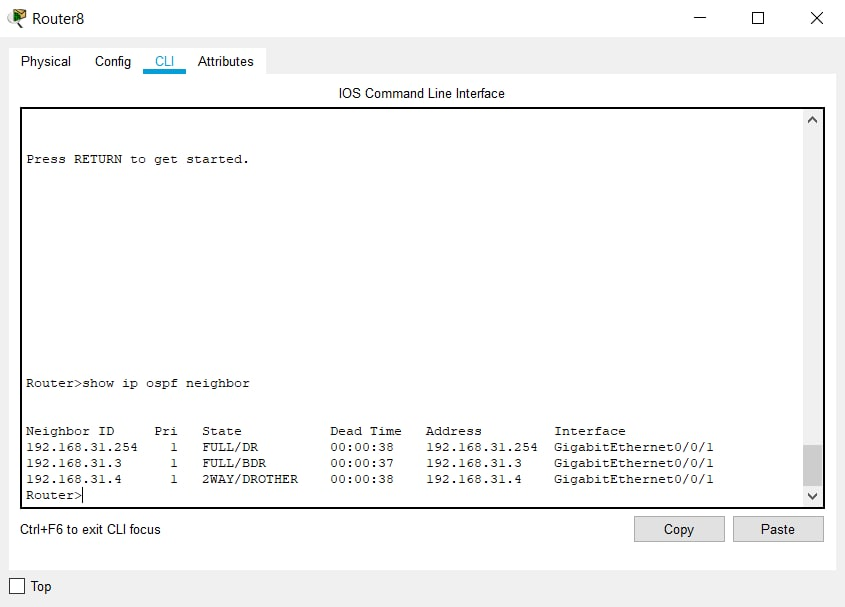 Router8
Physical Config CLI Attributes
IOS Command Line Interface
Press RETURN to get started.
Router>show ip ospf neighbor
Neighbor ID     Pri   State           Dead Time   Address         Interface
192.168.31.254    1   FULL/DR         00:00:38    192.168.31.254  GigabitEthernet0/0/1
192.168.31.3      1   FULL/BDR        00:00:37    192.168.31.3    GigabitEthernet0/0/1
192.168.31.4      1   2WAY/DROTHER    00:00:38    192.168.31.4    GigabitEthernet0/0/1
Router>
Ctrl+F6 to exit CLI focus Copy Paste
Top